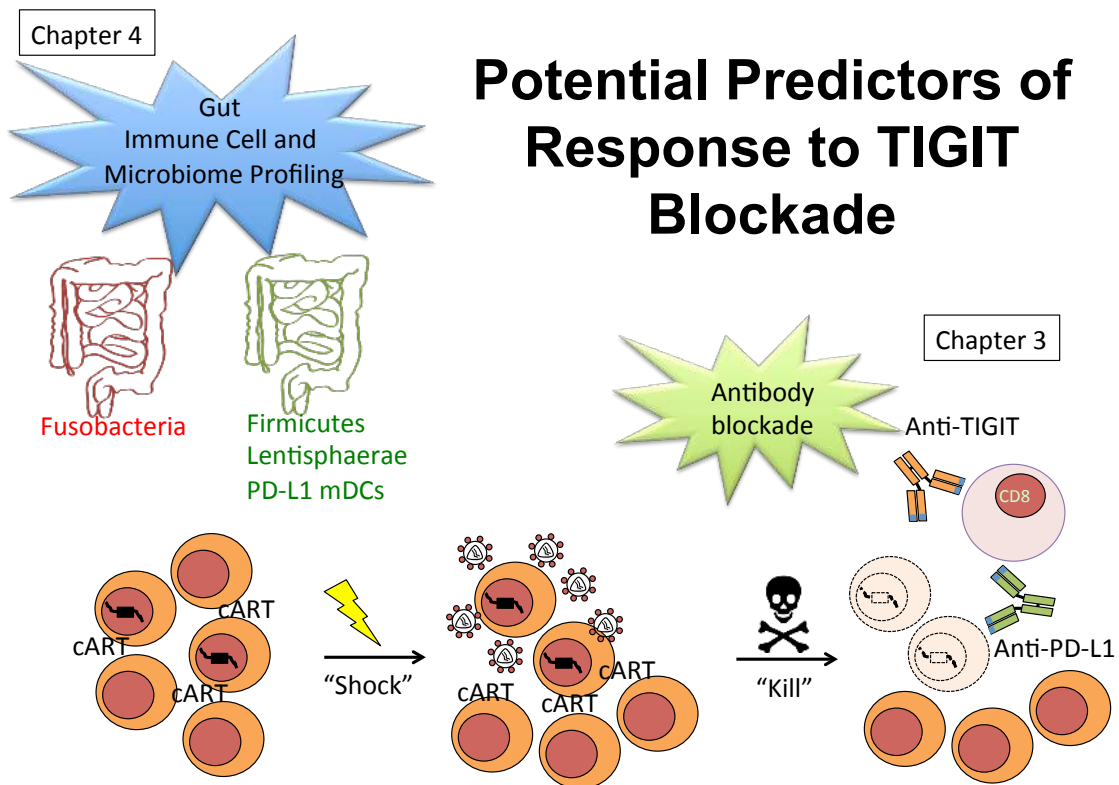 Chapter 4
Gut
Immune Cell and
Microbiome Profiling
Potential Predictors of
Response to TIGIT
Blockade
Fusobacteria
Firmicutes
Lentisphaerae
PD-L1 mDCs
Chapter 3
Antibody
blockade
Anti-TIGIT
CD8
Anti-PD-L1
cART
cART
cART
"Shock"
cART
cART
cART
"Kill"